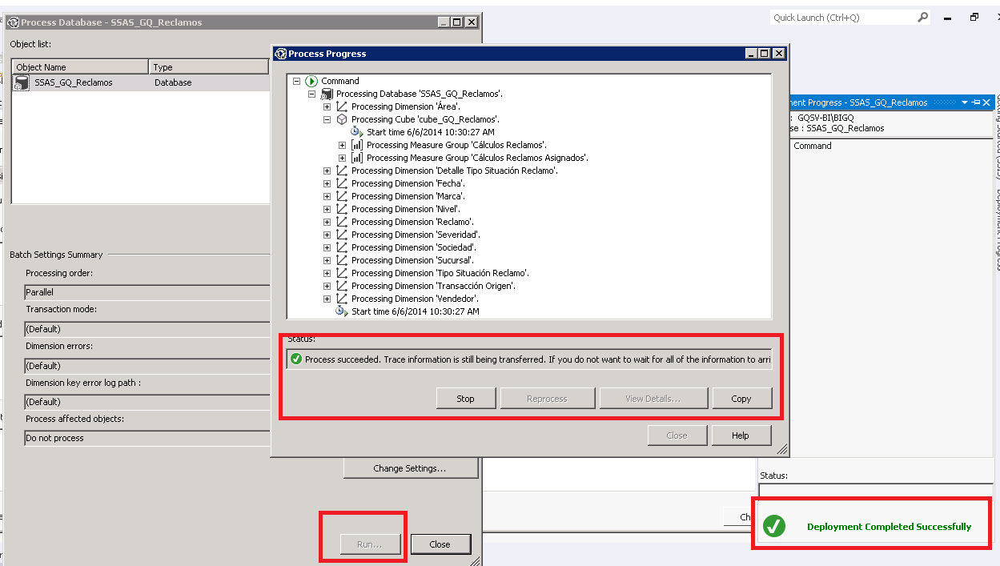 Quick Launch (Ctrl+Q)
Process Database - SSAS_GQ_Reclamos
Object list:
Object Name
Type
SSAS_GQ_Reclamos
Database
Batch Settings Summary
Processing order:
Parallel
Transaction mode:
(Default)
Dimension errors:
(Default)
Dimension key error log path :
(Default)
Process affected objects:
Do not process
Change Settings...
Run...
Close
Process Progress
Command
Processing Database 'SSAS_GQ_Reclamos'.
Processing Dimension 'Área'.
Processing Cube 'cube_GQ_Reclamos'.
Start time 6/6/2014 10:30:27 AM
Processing Measure Group 'Cálculos Reclamos'.
Processing Measure Group 'Cálculos Reclamos Asignados'.
Processing Dimension 'Detalle Tipo Situación Reclamo'.
Processing Dimension 'Fecha'.
Processing Dimension 'Marca'.
Processing Dimension 'Nivel'.
Processing Dimension 'Reclamo'.
Processing Dimension 'Severidad'.
Processing Dimension 'Sociedad'.
Processing Dimension 'Sucursal'.
Processing Dimension 'Tipo Situación Reclamo'.
Processing Dimension 'Transacción Origen'.
Processing Dimension 'Vendedor'.
Start time 6/6/2014 10:30:27 AM
Status:
Process succeeded. Trace information is still being transferred. If you do not want to wait for all of the information to arri
Stop
Reprocess
View Details...
Copy
Close
Help
ment Progress - SSAS_GQ_Reclamos
: GQSV-BI\BIGQ
se : SSAS_GQ_Reclamos
Command
Status:
Ch
Deployment Completed Successfully
Deployment Progress